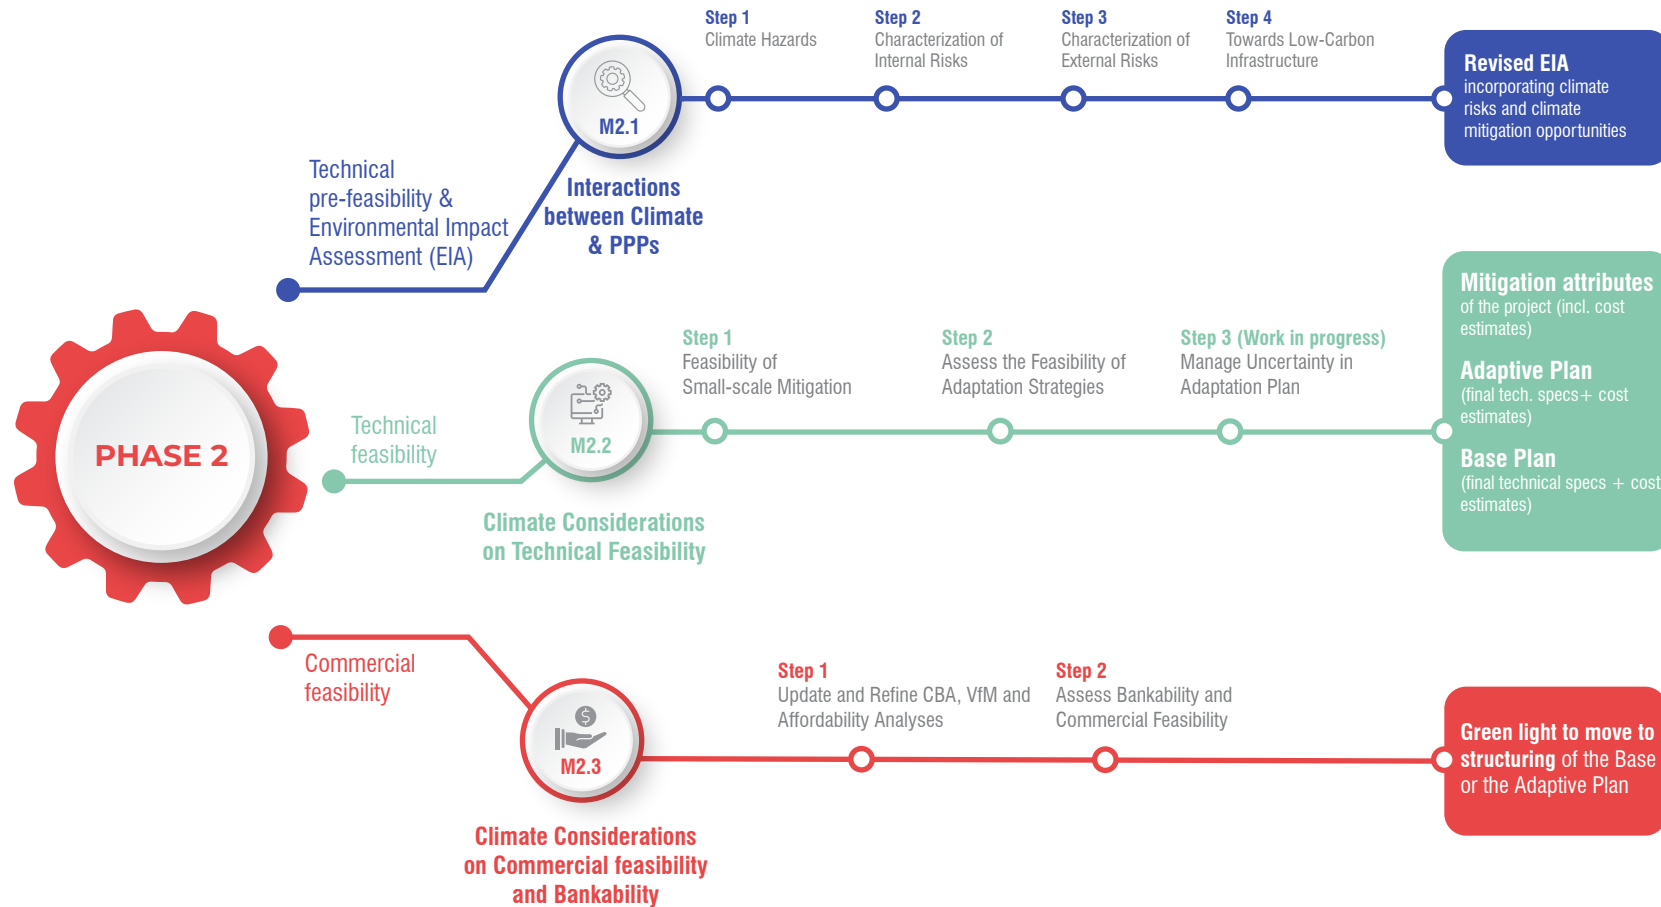 PHASE 2
Technical
pre-feasibility &
Environmental Impact
Assessment (EIA)
M2.1
Interactions
between Climate
& PPPs
Step 1
Climate Hazards
Step 2
Characterization of
Internal Risks
Step 3
Characterization of
External Risks
Step 4
Towards Low-Carbon
Infrastructure
Revised EIA
incorporating climate
risks and climate
mitigation opportunities
Technical
feasibility
M2.2
Climate Considerations
on Technical Feasibility
Step 1
Feasibility of
Small-scale Mitigation
Step 2
Assess the Feasibility of
Adaptation Strategies
Step 3 (Work in progress)
Manage Uncertainty in
Adaptation Plan
Mitigation attributes
of the project (incl. cost
estimates)
Adaptive Plan
(final tech. specs+ cost
estimates)
Base Plan
(final technical specs + cost
estimates)
Commercial
feasibility
$
M2.3
Climate Considerations
on Commercial feasibility
and Bankability
Step 1
Update and Refine CBA, VfM and
Affordability Analyses
Step 2
Assess Bankability and
Commercial Feasibility
Green light to move to
structuring of the Base
or the Adaptive Plan